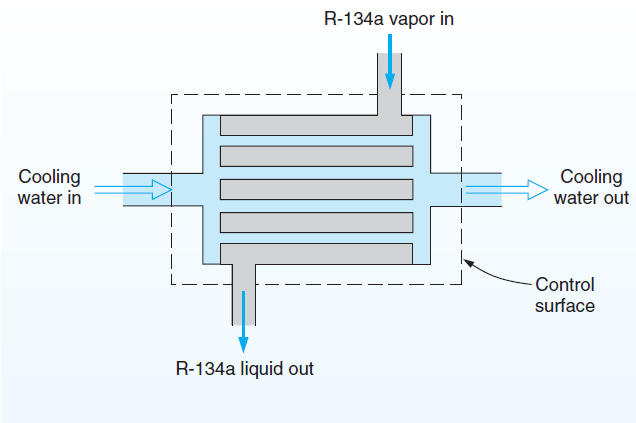 R-134a vapor in
Cooling
water in
Cooling
water out
Control
surface
R-134a liquid out